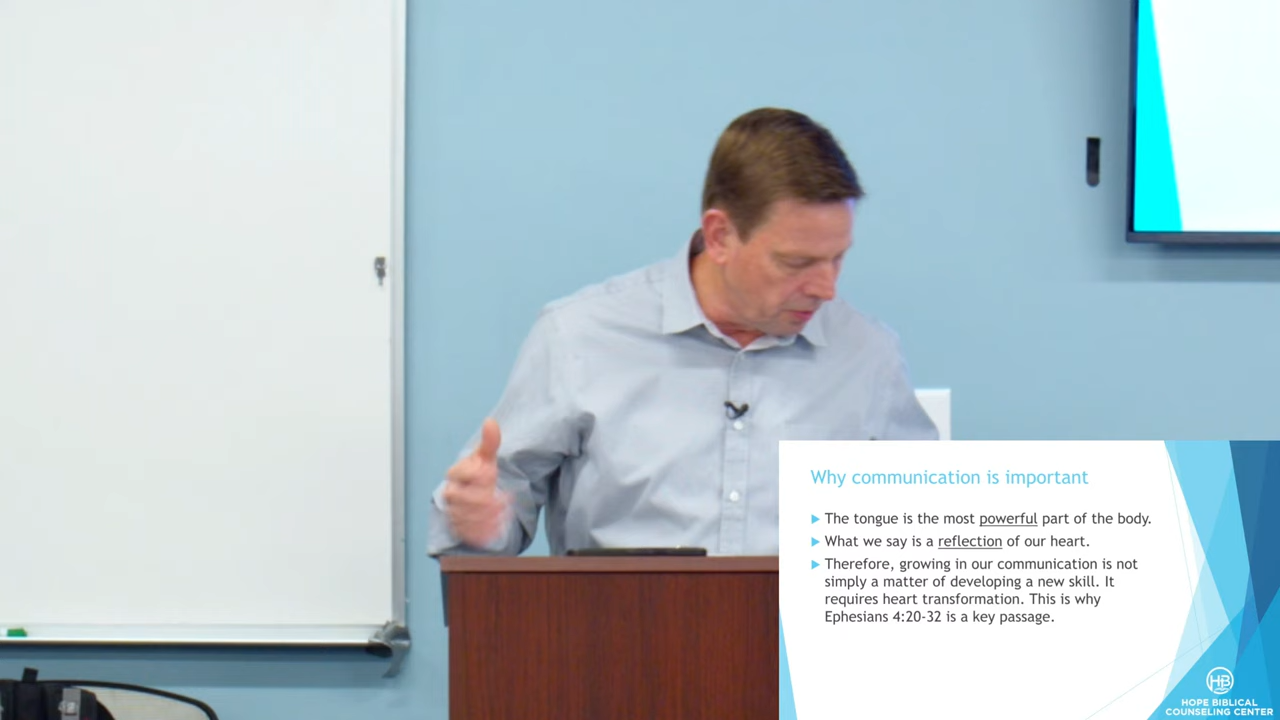 Why communication is important
The tongue is the most powerful part of the body.
What we say is a reflection of our heart.
Therefore, growing in our communication is not
simply a matter of developing a new skill. It
requires heart transformation. This is why
Ephesians 4:20-32 is a key passage.
HB
HOPE BIBLICAL
COUNSELING CENTER